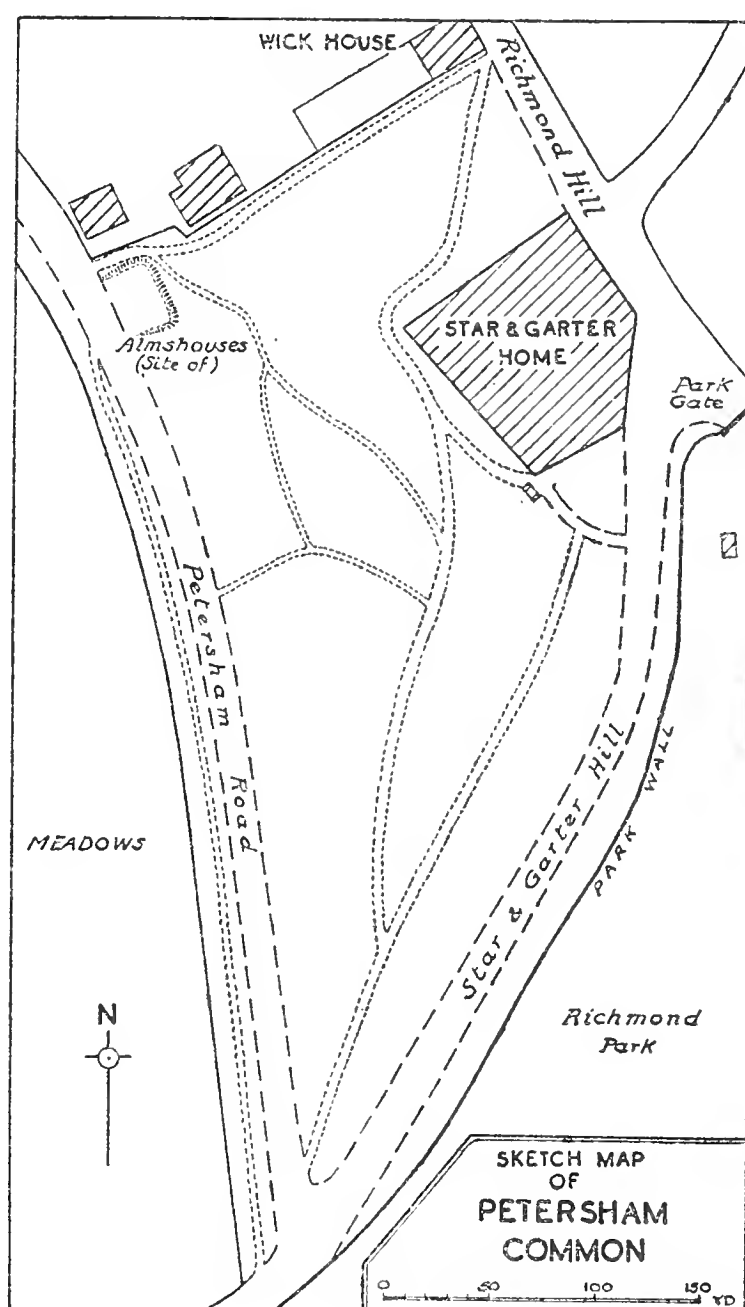 WICK HOUSE
Richmond Hill
STAR & GARTER
HOME
Park
Gate
Almshouses
(Site of)
Petersham Road
MEADOWS
Star & Garter Hill
PARK WALL
N
Richmond
Park
SKETCH MAP
OF
PETERSHAM
COMMON
0 50 100 150 YD